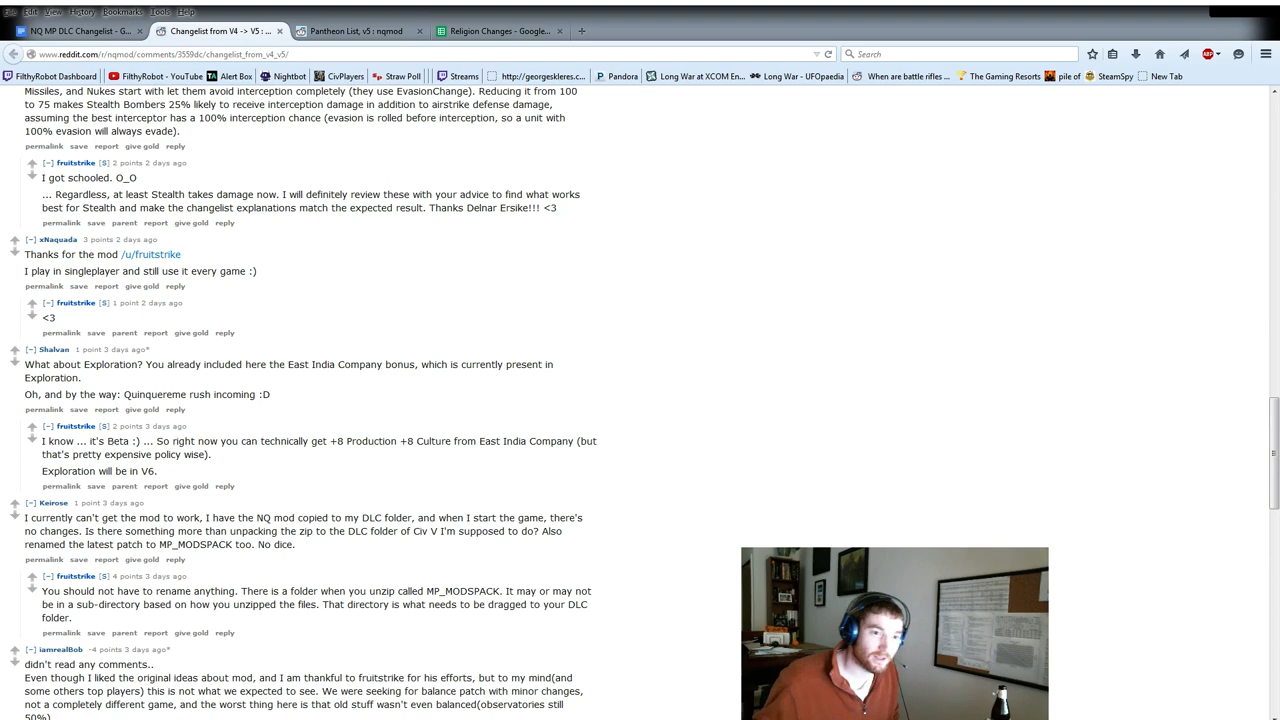 File Edit View History Bookmarks Tools Help
NQ MP DLC Changelist - G... × Changelist from V4 -> V5 : ... × Pantheon List, v5 : nqmod × Religion Changes - Google... × +
www.reddit.com/r/nqmod/comments/3559dc/changelist_from_v4_v5/ Search
FilthyRobot Dashboard FilthyRobot - YouTube Alert Box Nightbot CivPlayers Straw Poll Streams http://georgeskleres.c... Pandora Long War at XCOM En... Long War - UFOpaedia When are battle rifles ... The Gaming Resorts pile of SteamSpy New Tab
Missiles, and Nukes start with let them avoid interception completely (they use EvasionChange). Reducing it from 100
to 75 makes Stealth Bombers 25% likely to receive interception damage in addition to airstrike defense damage,
assuming the best interceptor has a 100% interception chance (evasion is rolled before interception, so a unit with
100% evasion will always evade).
permalink save report give gold reply
[-] fruitstrike [S] 2 points 2 days ago
I got schooled. O_O
... Regardless, at least Stealth takes damage now. I will definitely review these with your advice to find what works
best for Stealth and make the changelist explanations match the expected result. Thanks Delnar Ersike!!! <3
permalink save parent report give gold reply
[-] xNaquada 3 points 2 days ago
Thanks for the mod /u/fruitstrike
I play in singleplayer and still use it every game :)
permalink save report give gold reply
[-] fruitstrike [S] 1 point 2 days ago
<3
permalink save parent report give gold reply
[-] Shalvan 1 point 3 days ago*
What about Exploration? You already included here the East India Company bonus, which is currently present in
Exploration.
Oh, and by the way: Quinquereme rush incoming :D
permalink save report give gold reply
[-] fruitstrike [S] 2 points 3 days ago
I know ... it's Beta :) ... So right now you can technically get +8 Production +8 Culture from East India Company (but
that's pretty expensive policy wise).
Exploration will be in V6.
permalink save parent report give gold reply
[-] Keirose 1 point 3 days ago
I currently can't get the mod to work, I have the NQ mod copied to my DLC folder, and when I start the game, there's
no changes. Is there something more than unpacking the zip to the DLC folder of Civ V I'm supposed to do? Also
renamed the latest patch to MP_MODSPACK too. No dice.
permalink save report give gold reply
[-] fruitstrike [S] 4 points 3 days ago
You should not have to rename anything. There is a folder when you unzip called MP_MODSPACK. It may or may not
be in a sub-directory based on how you unzipped the files. That directory is what needs to be dragged to your DLC
folder.
permalink save parent report give gold reply
[-] iamrealBob -4 points 3 days ago*
didn't read any comments..
Even though I liked the original ideas about mod, and I am thankful to fruitstrike for his efforts, but to my mind(and
some others top players) this is not what we expected to see. We were seeking for balance patch with minor changes,
not a completely different game, and the worst thing here is that old stuff wasn't even balanced(observatories still
50%)